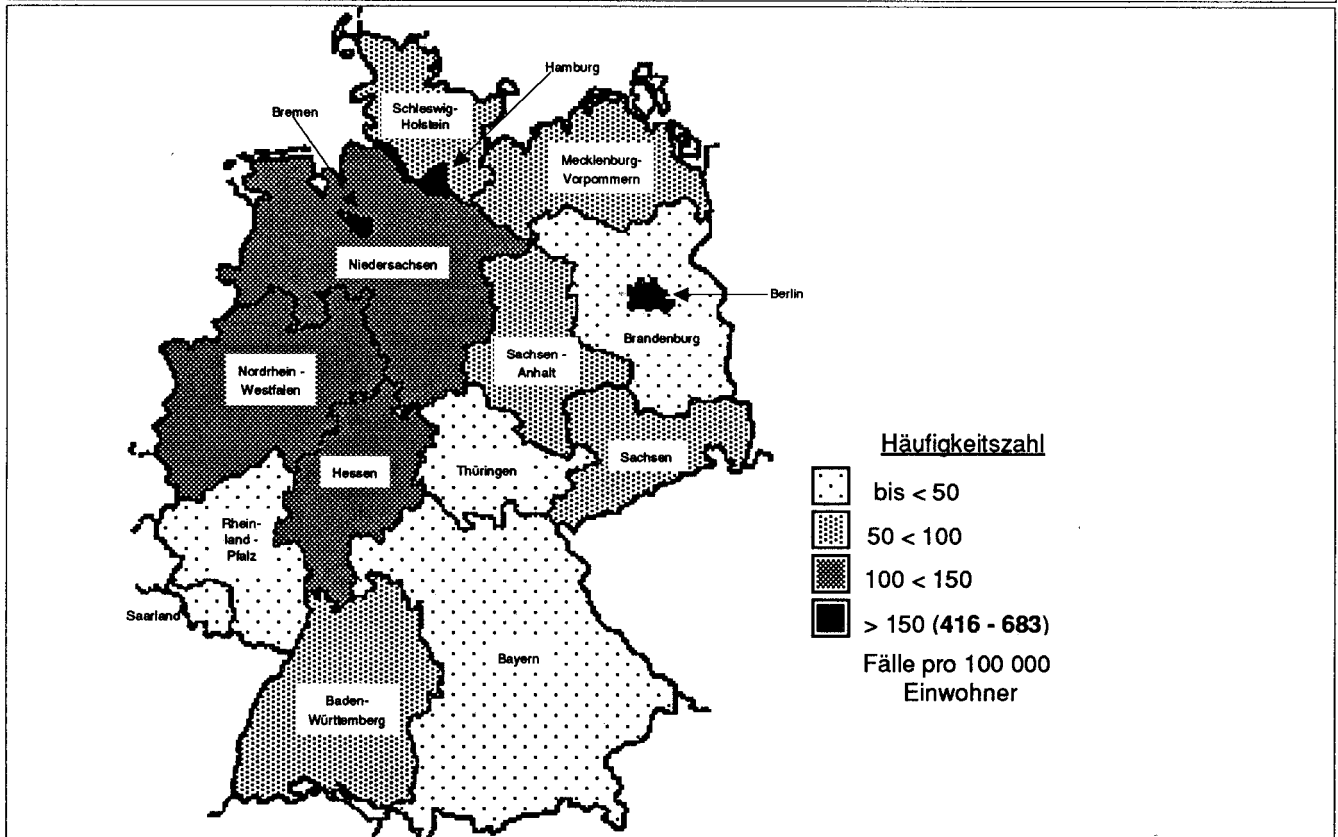 Hamburg
Bremen
Schleswig-
Holstein
Mecklenburg-
Vorpommern
Niedersachsen
Berlin
Brandenburg
Sachsen -
Anhalt
Nordrhein -
Westfalen
Hessen
Thüringen
Sachsen
Rhein-
land -
Pfalz
Saarland
Bayern
Baden-
Württemberg
Häufigkeitszahl
bis < 50
50 < 100
100 < 150
> 150 (416 - 683)
Fälle pro 100 000
Einwohner